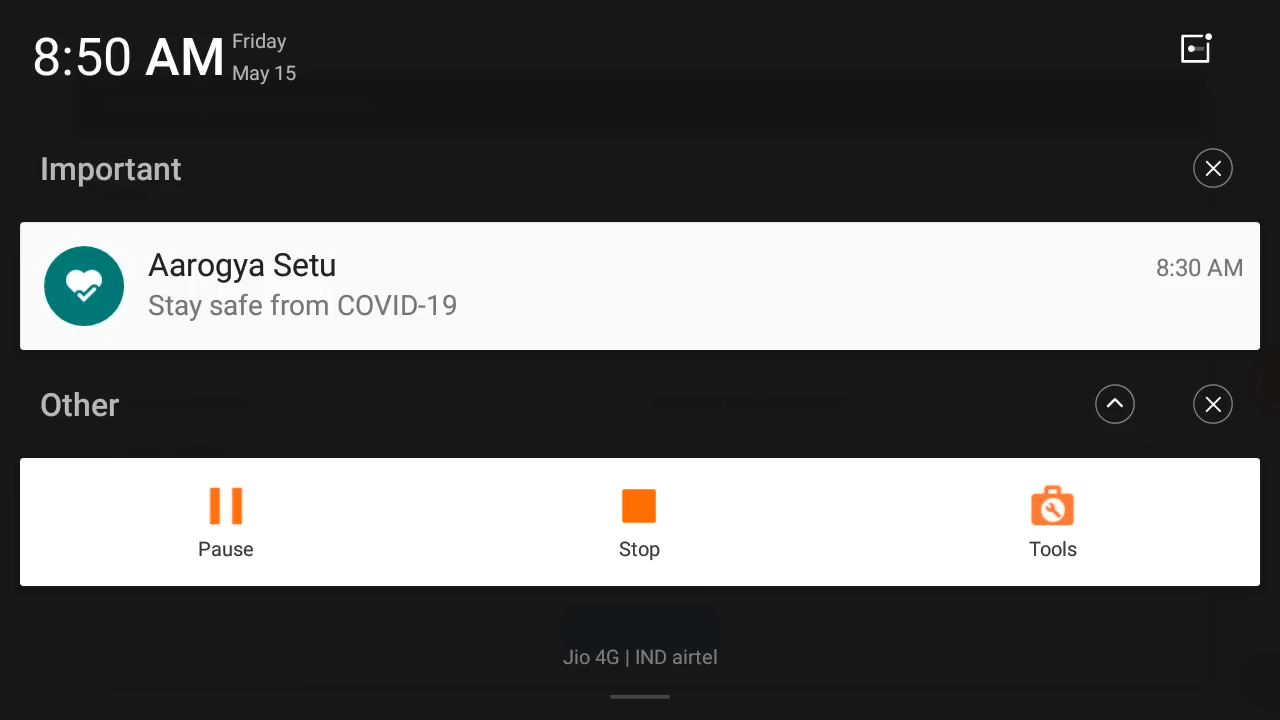 8:50 AM
Friday
May 15
Important
Aarogya Setu
8:30 AM
Stay safe from COVID-19
Other
Pause
Stop
Tools
Jio 4G | IND airtel